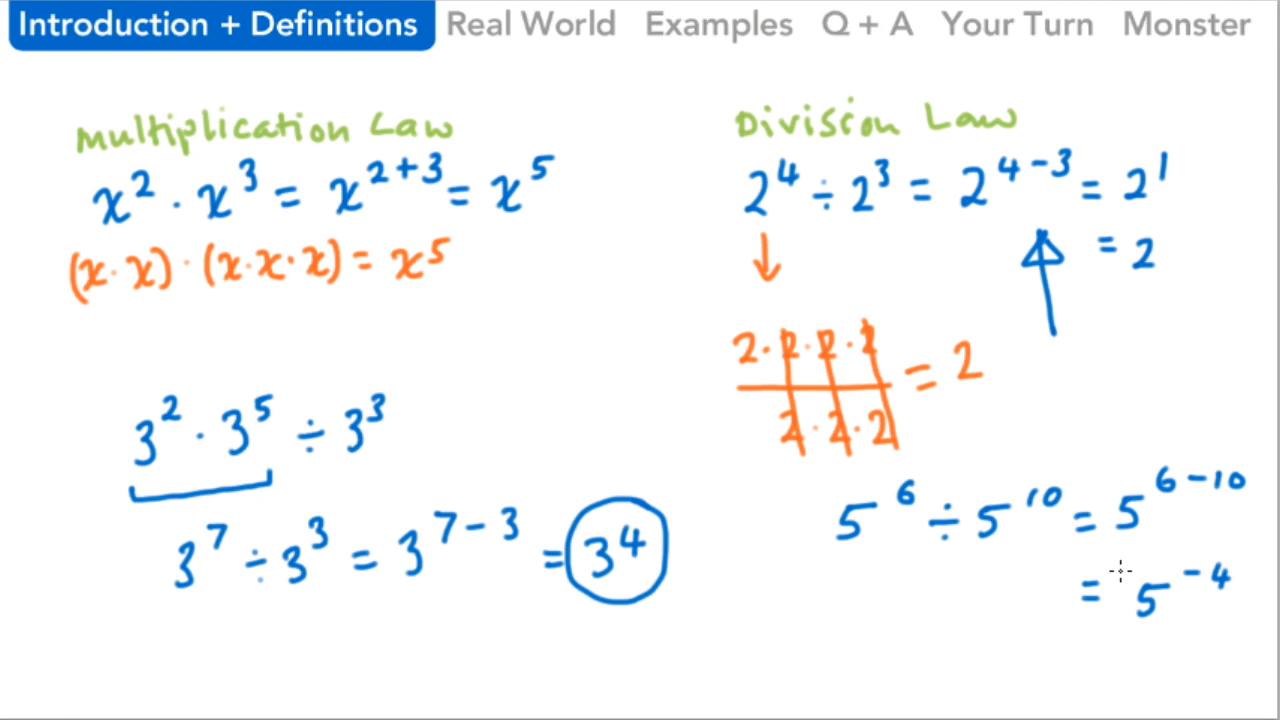 Introduction + Definitions Real World Examples Q + A Your Turn Monster
Multiplication Law
x² · x³ = x²⁺³ = x⁵
(x · x) · (x · x · x) = x⁵
3² · 3⁵ ÷ 3³
3⁷ ÷ 3³ = 3⁷⁻³ = 3⁴
Division Law
2⁴ ÷ 2³ = 2⁴⁻³ = 2¹
= 2
2 · 2 · 2 · 2
2 · 2 · 2
= 2
5⁶ ÷ 5¹⁰ = 5⁶⁻¹⁰
= 5⁻⁴